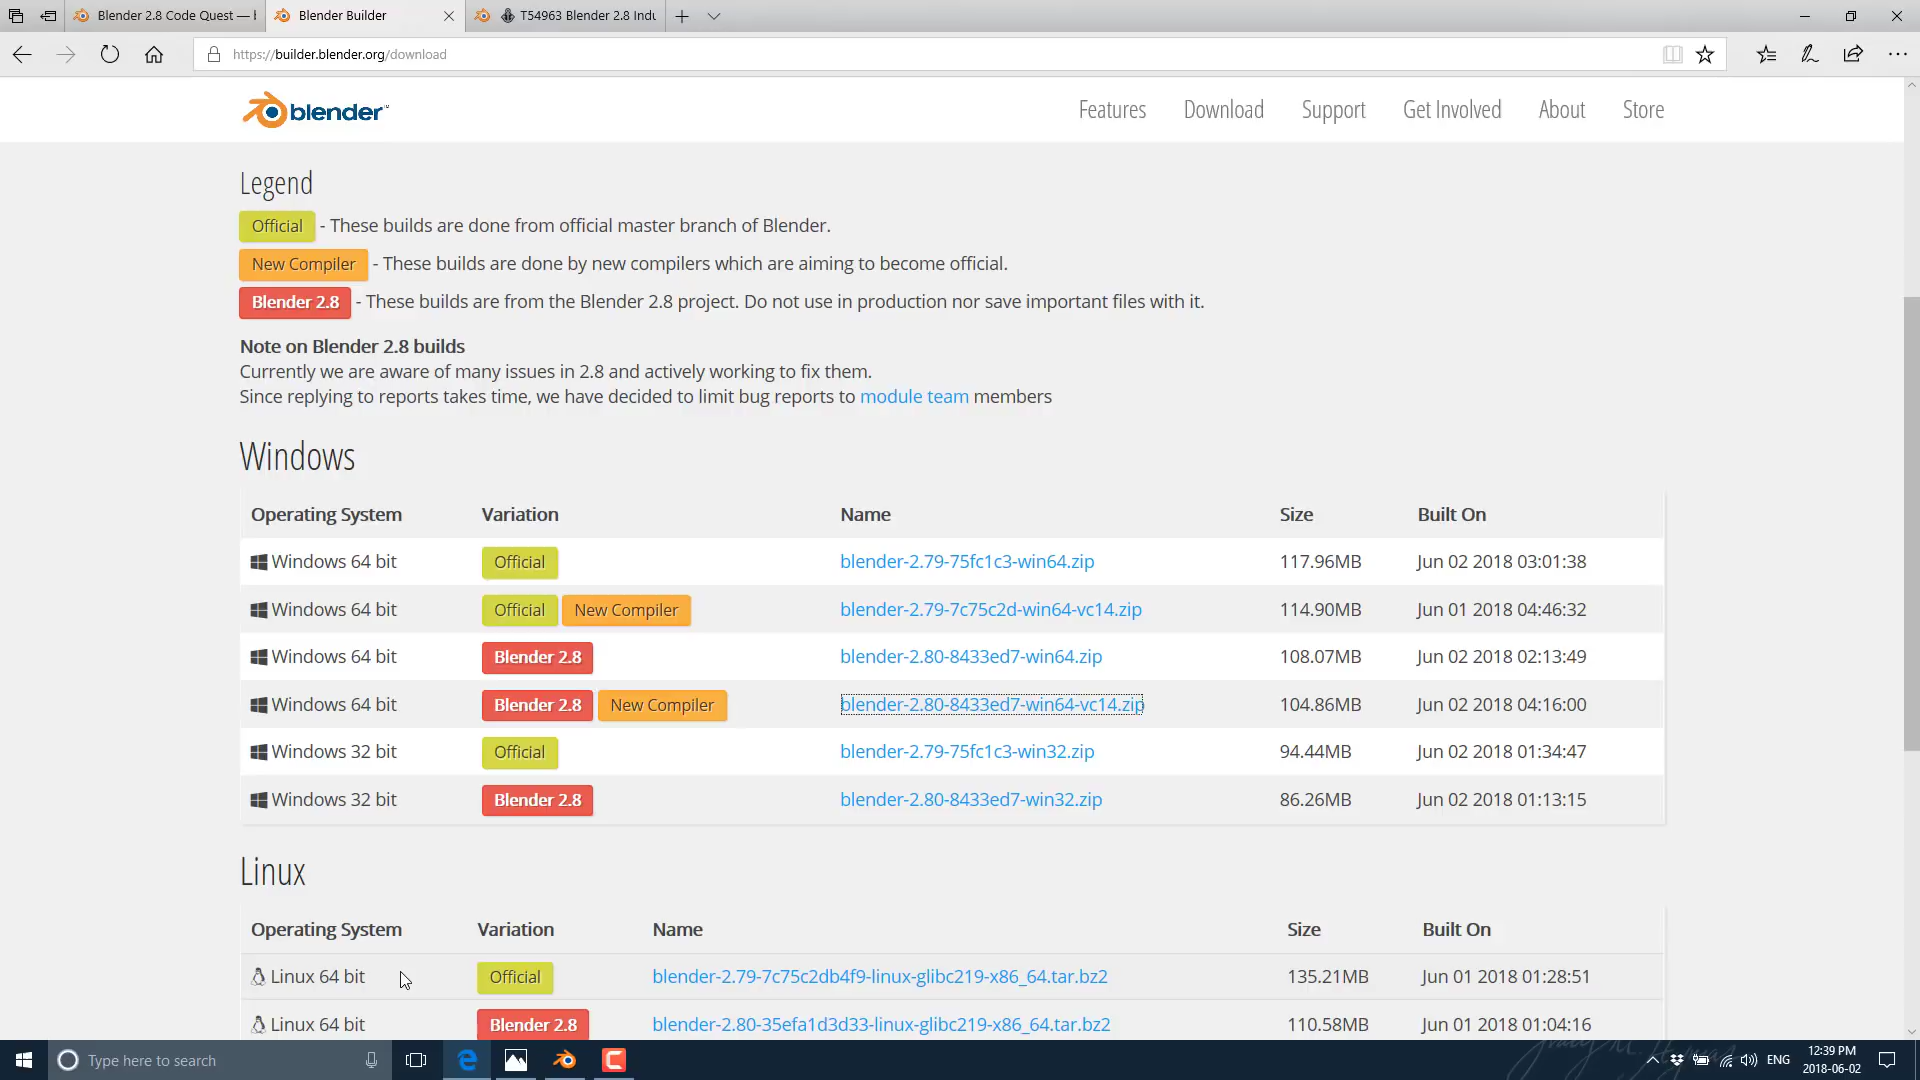 Blender 2.8 Code Quest —
Blender Builder
T54963 Blender 2.8 Indu
https://builder.blender.org/download
blender
Features
Download
Support
Get Involved
About
Store
Legend
Official - These builds are done from official master branch of Blender.
New Compiler - These builds are done by new compilers which are aiming to become official.
Blender 2.8 - These builds are from the Blender 2.8 project. Do not use in production nor save important files with it.
Note on Blender 2.8 builds
Currently we are aware of many issues in 2.8 and actively working to fix them.
Since replying to reports takes time, we have decided to limit bug reports to module team members
Windows
Operating System Variation Name Size Built On
Windows 64 bit Official blender-2.79-75fc1c3-win64.zip 117.96MB Jun 02 2018 03:01:38
Windows 64 bit Official New Compiler blender-2.79-7c75c2d-win64-vc14.zip 114.90MB Jun 01 2018 04:46:32
Windows 64 bit Blender 2.8 blender-2.80-8433ed7-win64.zip 108.07MB Jun 02 2018 02:13:49
Windows 64 bit Blender 2.8 New Compiler blender-2.80-8433ed7-win64-vc14.zip 104.86MB Jun 02 2018 04:16:00
Windows 32 bit Official blender-2.79-75fc1c3-win32.zip 94.44MB Jun 02 2018 01:34:47
Windows 32 bit Blender 2.8 blender-2.80-8433ed7-win32.zip 86.26MB Jun 02 2018 01:13:15
Linux
Operating System Variation Name Size Built On
Linux 64 bit Official blender-2.79-7c75c2db4f9-linux-glibc219-x86_64.tar.bz2 135.21MB Jun 01 2018 01:28:51
Linux 64 bit Blender 2.8 blender-2.80-35efa1d3d33-linux-glibc219-x86_64.tar.bz2 110.58MB Jun 01 2018 01:04:16
Type here to search
ENG
12:39 PM
2018-06-02